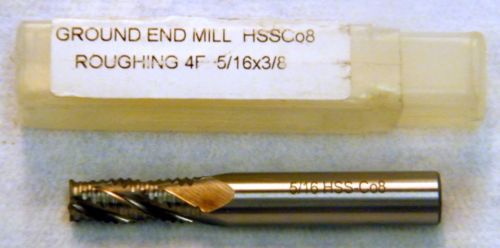 GROUND END MILL HSSCo8
ROUGHING 4F 5/16x3/8
5/16 HSS-Co8